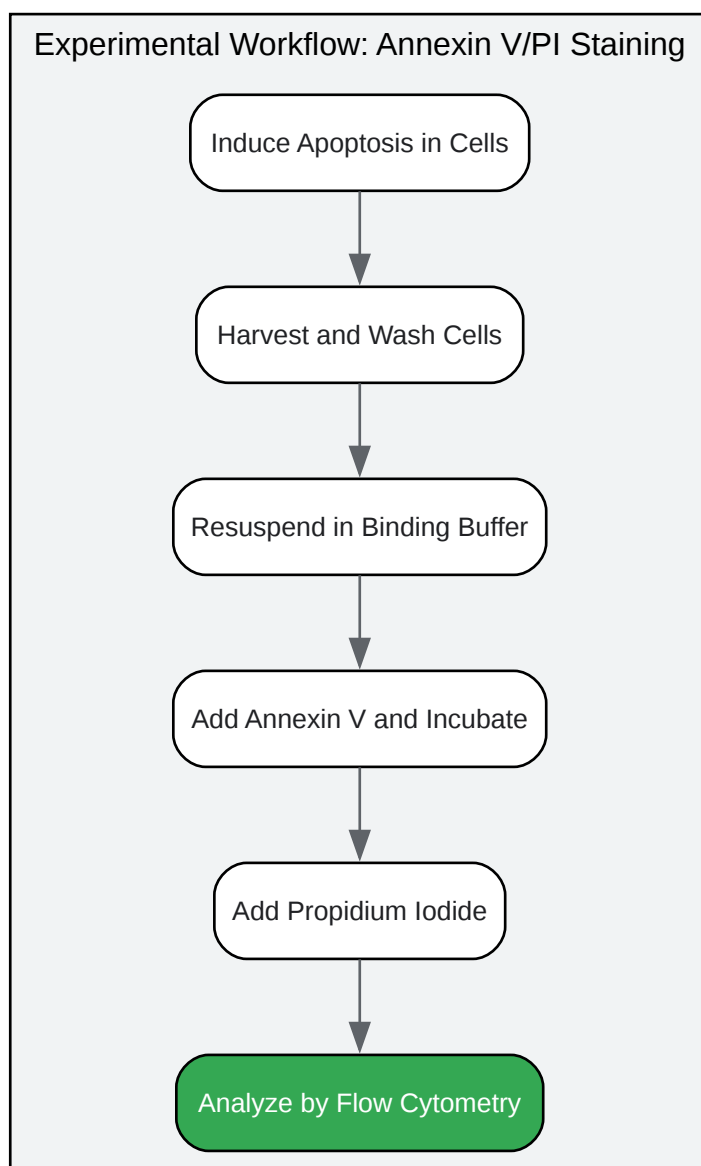 Experimental Workflow: Annexin V/PI Staining
Induce Apoptosis in Cells
Harvest and Wash Cells
Resuspend in Binding Buffer
Add Annexin V and Incubate
Add Propidium Iodide
Analyze by Flow Cytometry